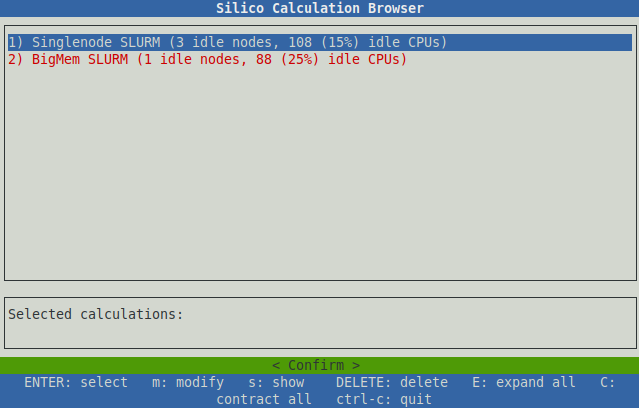 Silico Calculation Browser
1) Singlenode SLURM (3 idle nodes, 108 (15%) idle CPUs)
2) BigMem SLURM (1 idle nodes, 88 (25%) idle CPUs)
Selected calculations:
< Confirm >
ENTER: select   m: modify   s: show    DELETE: delete   E: expand all   C:
contract all   ctrl-c: quit